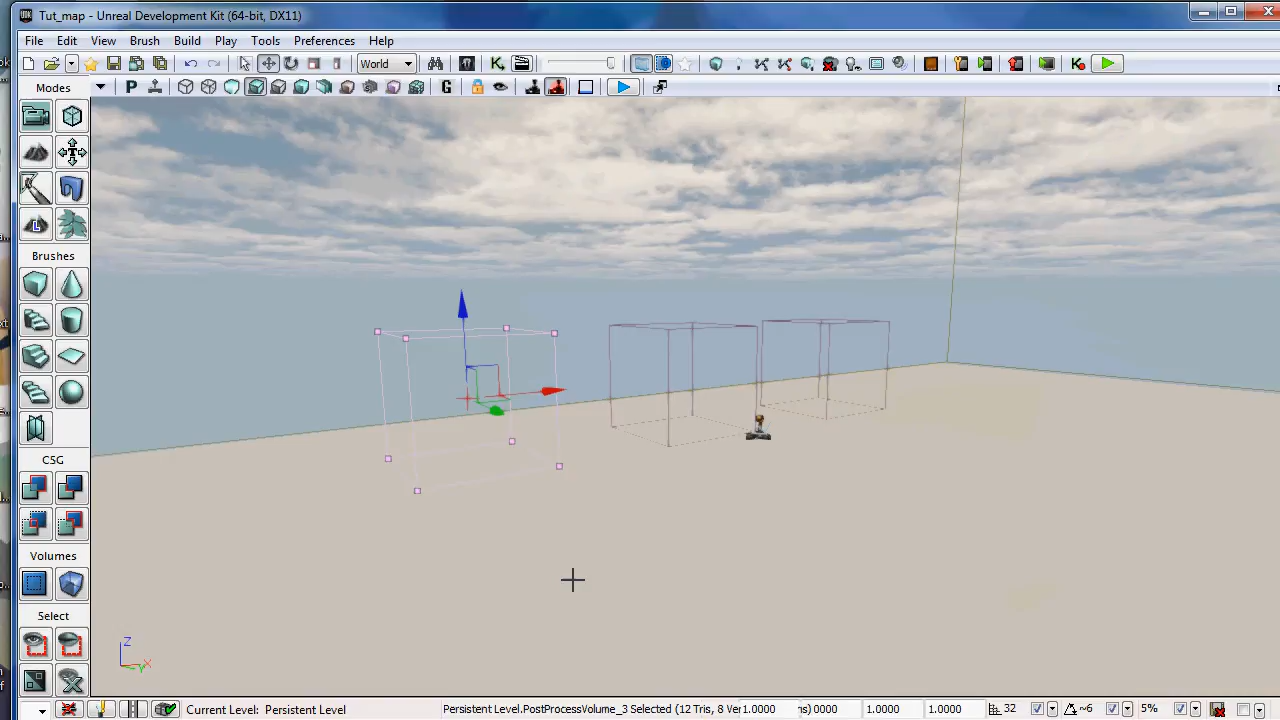 Tut_map - Unreal Development Kit (64-bit, DX11)
File Edit View Brush Build Play Tools Preferences Help
World
Modes
P
G
L
Brushes
CSG
Volumes
Select
Z
X
Y
Current Level: Persistent Level
Persistent Level.PostProcessVolume_3 Selected (12 Tris, 8 Ver
1.0000
0000
1.0000
1.0000
32
~6
5%